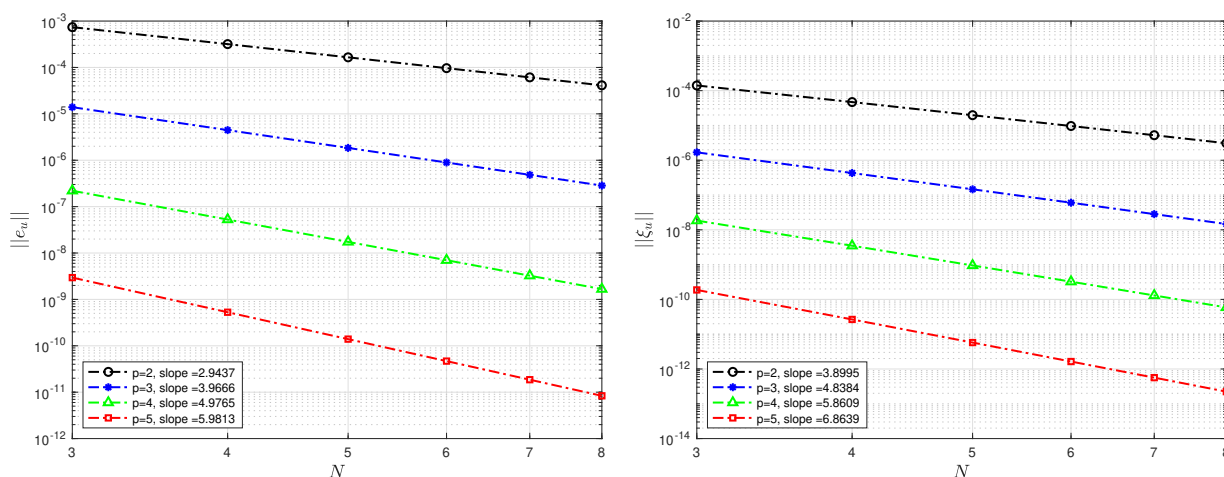 10^-3
10^-4
10^-5
10^-6
10^-7
10^-8
10^-9
10^-10
10^-11
10^-12
||e_u||
p=2, slope =2.9437
p=3, slope =3.9666
p=4, slope =4.9765
p=5, slope =5.9813
3 4 5 6 7 8
N
10^-2
10^-4
10^-6
10^-8
10^-10
10^-12
10^-14
||ξ_u||
p=2, slope =3.8995
p=3, slope =4.8384
p=4, slope =5.8609
p=5, slope =6.8639
3 4 5 6 7 8
N